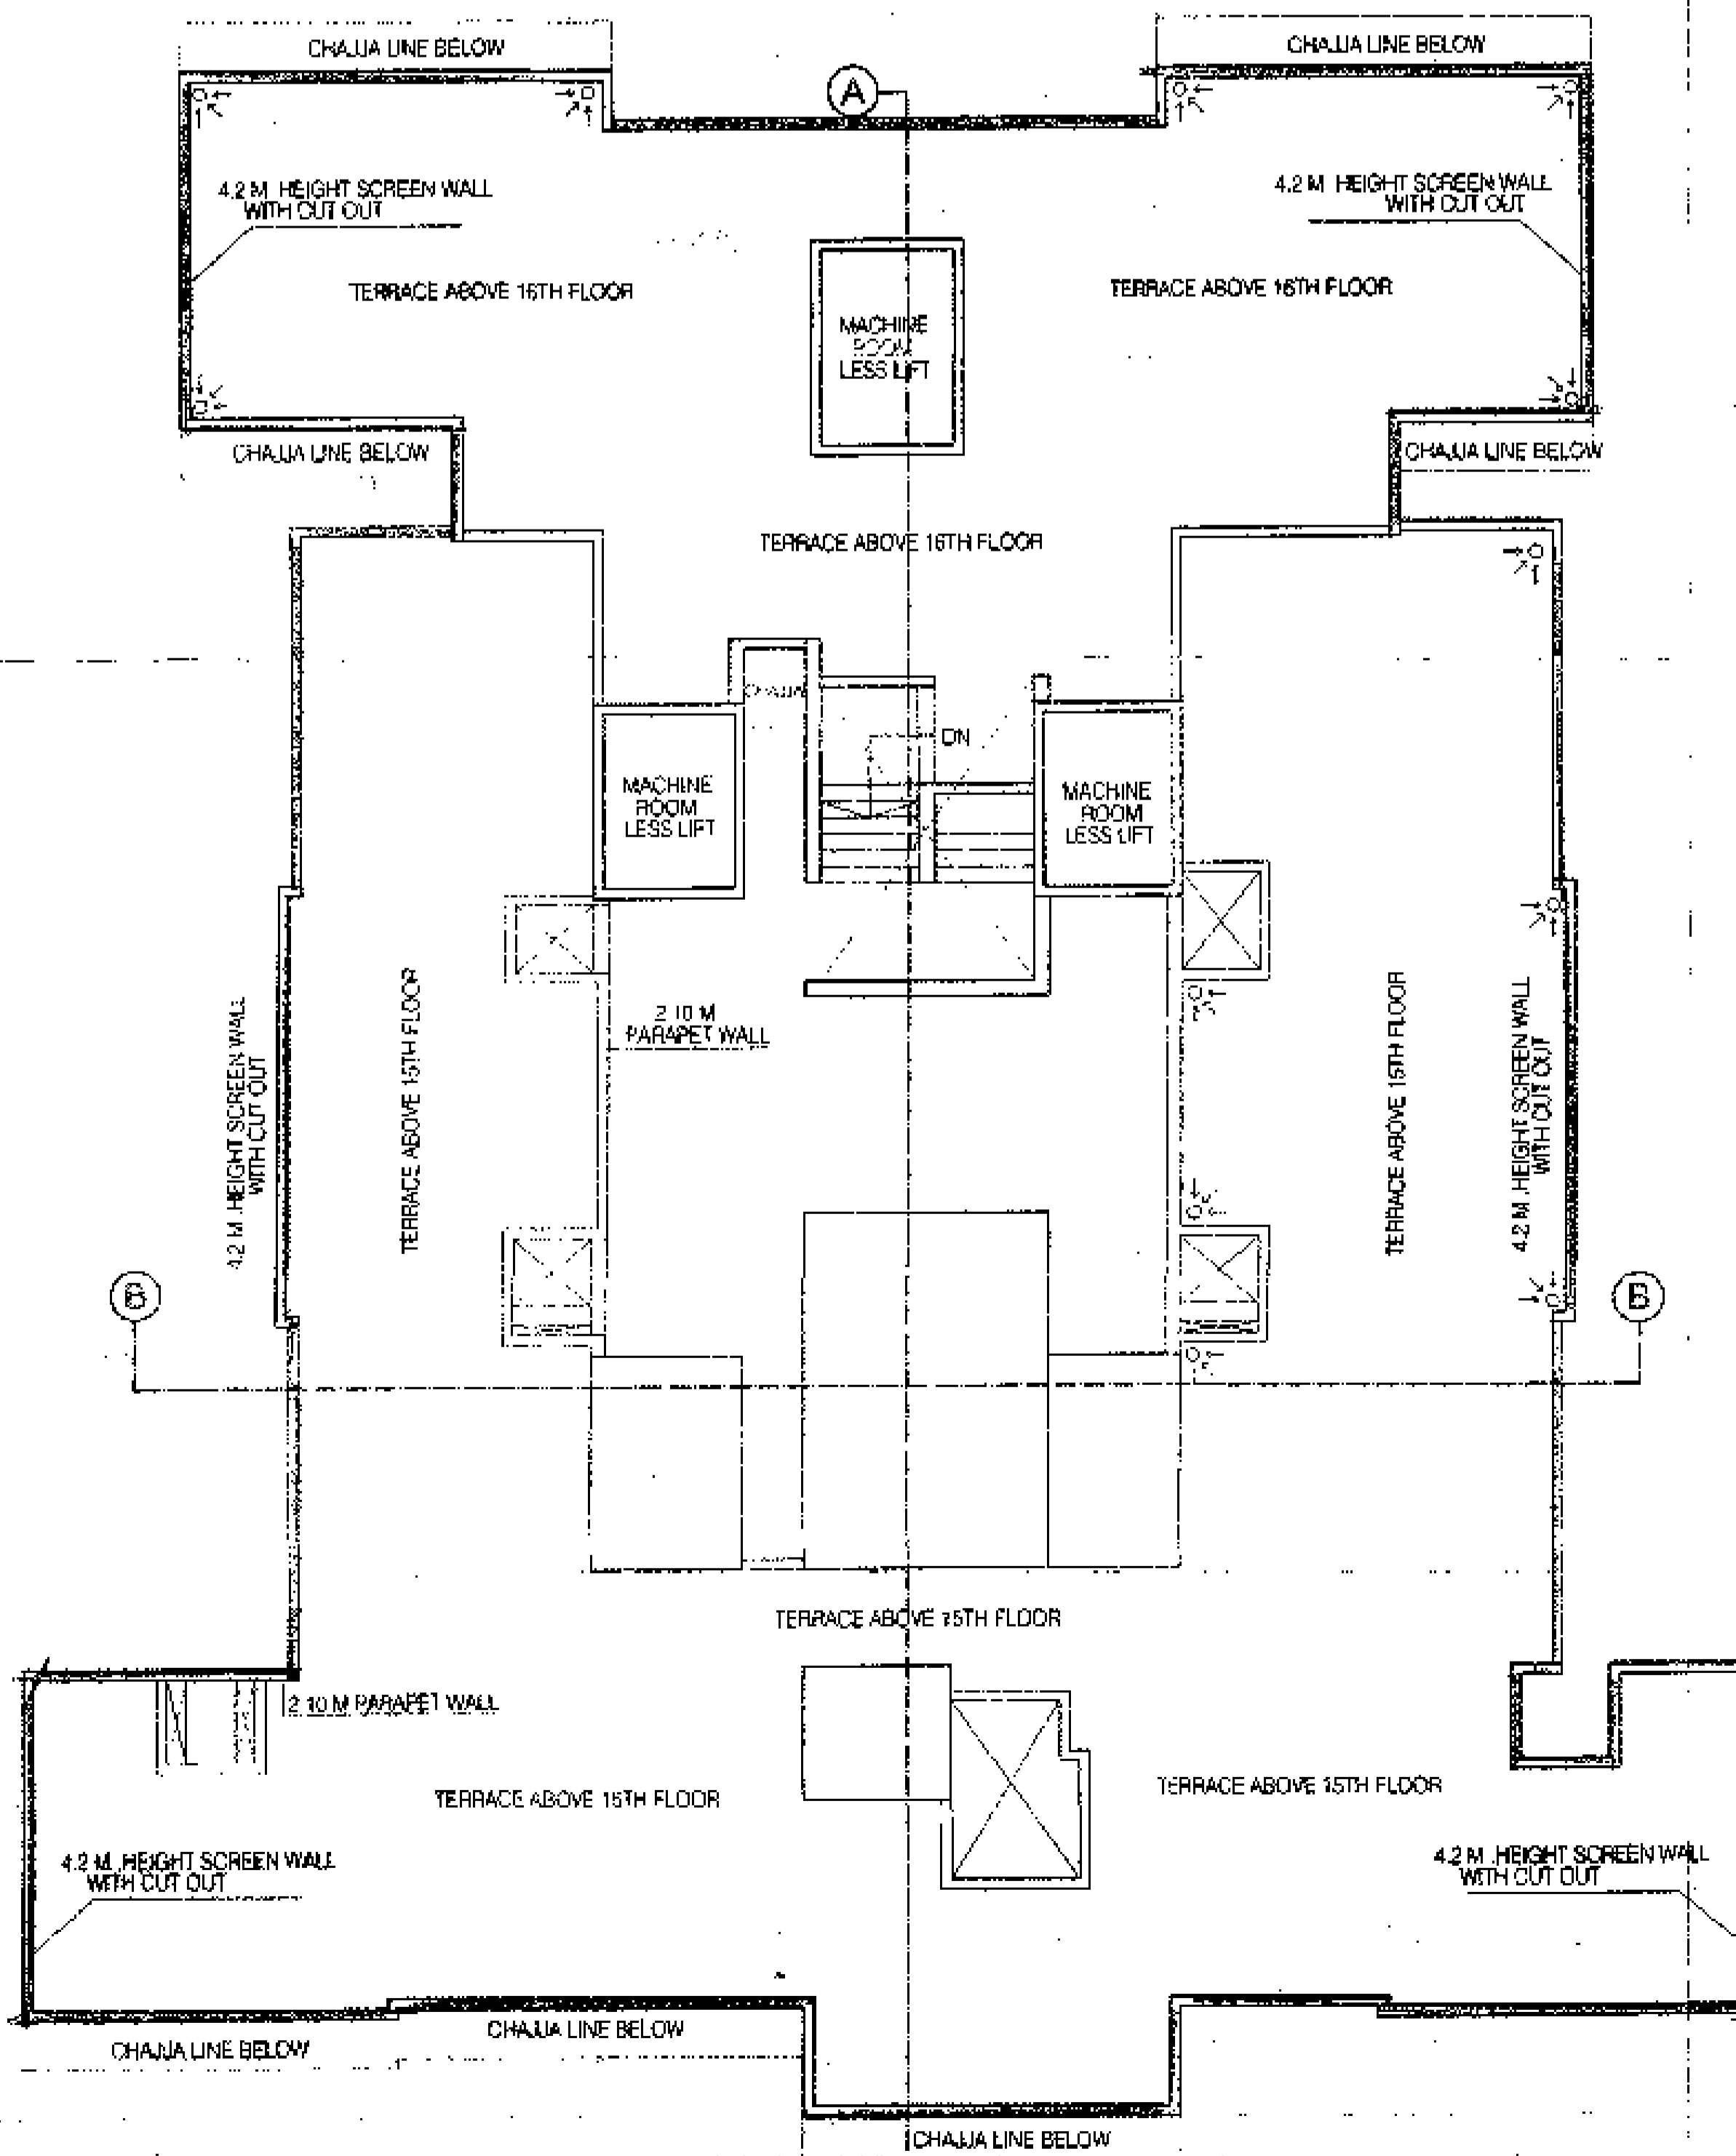 CHAJJA LINE BELOW
CHAJJA LINE BELOW
A
4.2 M .HEIGHT SCREEN WALL
WITH CUT OUT
4.2 M .HEIGHT SCREEN WALL
WITH CUT OUT
TERRACE ABOVE 16TH FLOOR
TERRACE ABOVE 16TH FLOOR
MACHINE
ROOM
LESS LIFT
CHAJJA LINE BELOW
CHAJJA LINE BELOW
TERRACE ABOVE 16TH FLOOR
CHAJJA
DN
MACHINE
ROOM
LESS LIFT
MACHINE
ROOM
LESS LIFT
2.10 M
PARAPET WALL
4.2 M .HEIGHT SCREEN WALL
WITH CUT OUT
TERRACE ABOVE 15TH FLOOR
TERRACE ABOVE 15TH FLOOR
4.2 M .HEIGHT SCREEN WALL
WITH CUT OUT
B
B
TERRACE ABOVE 15TH FLOOR
2.10 M PARAPET WALL
TERRACE ABOVE 15TH FLOOR
TERRACE ABOVE 15TH FLOOR
4.2 M .HEIGHT SCREEN WALL
WITH CUT OUT
4.2 M .HEIGHT SCREEN WALL
WITH CUT OUT
CHAJJA LINE BELOW
CHAJJA LINE BELOW
CHAJJA LINE BELOW